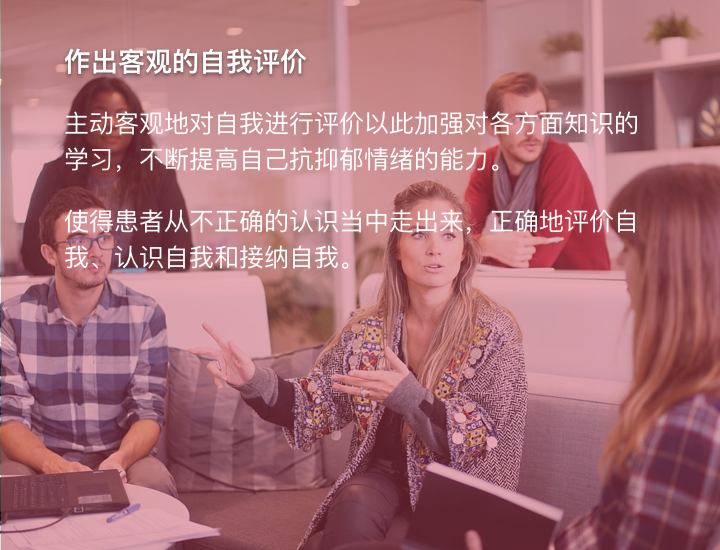 作出客观的自我评价
主动客观地对自我进行评价以此加强对各方面知识的
学习，不断提高自己抗抑郁情绪的能力。
使得患者从不正确的认识当中走出来，正确地评价自
我、认识自我和接纳自我。